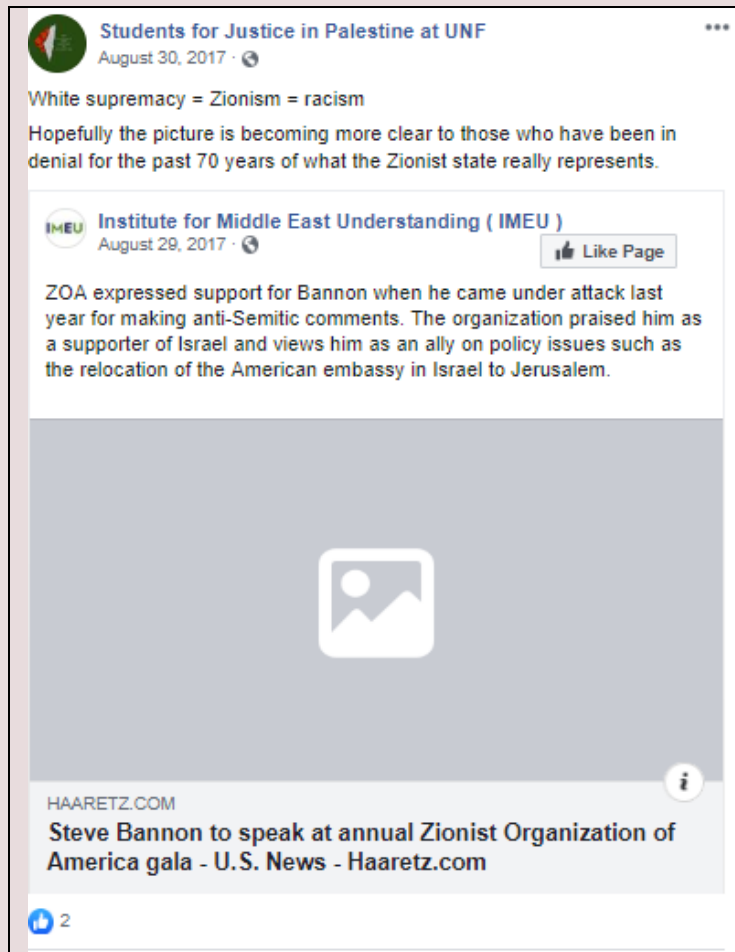 Students for Justice in Palestine at UNF
August 30, 2017 ·
White supremacy = Zionism = racism
Hopefully the picture is becoming more clear to those who have been in
denial for the past 70 years of what the Zionist state really represents.
IMEU
Institute for Middle East Understanding ( IMEU )
August 29, 2017 ·
Like Page
ZOA expressed support for Bannon when he came under attack last
year for making anti-Semitic comments. The organization praised him as
a supporter of Israel and views him as an ally on policy issues such as
the relocation of the American embassy in Israel to Jerusalem.
i
HAARETZ.COM
Steve Bannon to speak at annual Zionist Organization of
America gala - U.S. News - Haaretz.com
2